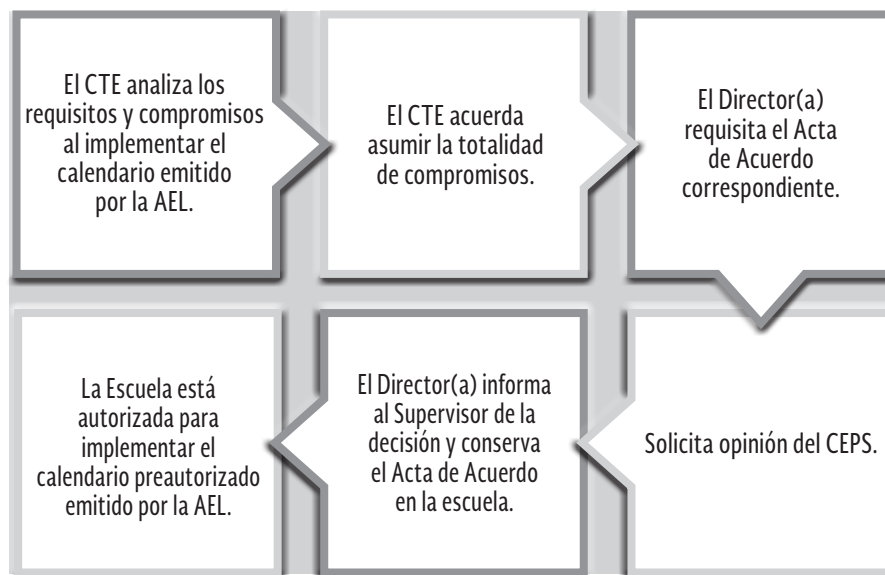 El CTE analiza los
requisitos y compromisos
al implementar el
calendario emitido
por la AEL.
El CTE acuerda
asumir la totalidad
de compromisos.
El Director(a)
requisita el Acta
de Acuerdo
correspondiente.
Solicita opinión del CEPS.
El Director(a) informa
al Supervisor de la
decisión y conserva
el Acta de Acuerdo
en la escuela.
La Escuela está
autorizada para
implementar el
calendario preautorizado
emitido por la AEL.